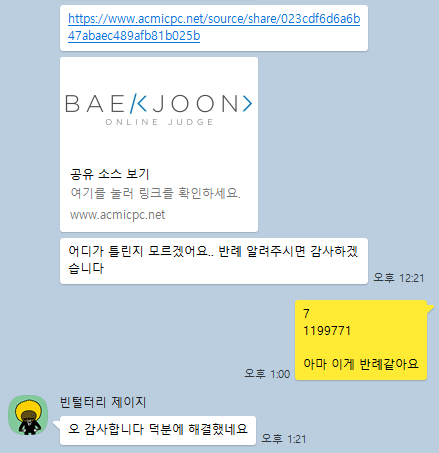 https://www.acmicpc.net/source/share/023cdf6d6a6b
47abaec489afb81b025b
BAEKJOON>
ONLINE JUDGE
공유 소스 보기
여기를 눌러 링크를 확인하세요.
www.acmicpc.net
어디가 틀린지 모르겠어요.. 반례 알려주시면 감사하겠
습니다
오후 12:21
7
1199771
아마 이게 반례같아요
오후 1:00
빈털터리 제이지
오 감사합니다 덕분에 해결했네요
오후 1:21